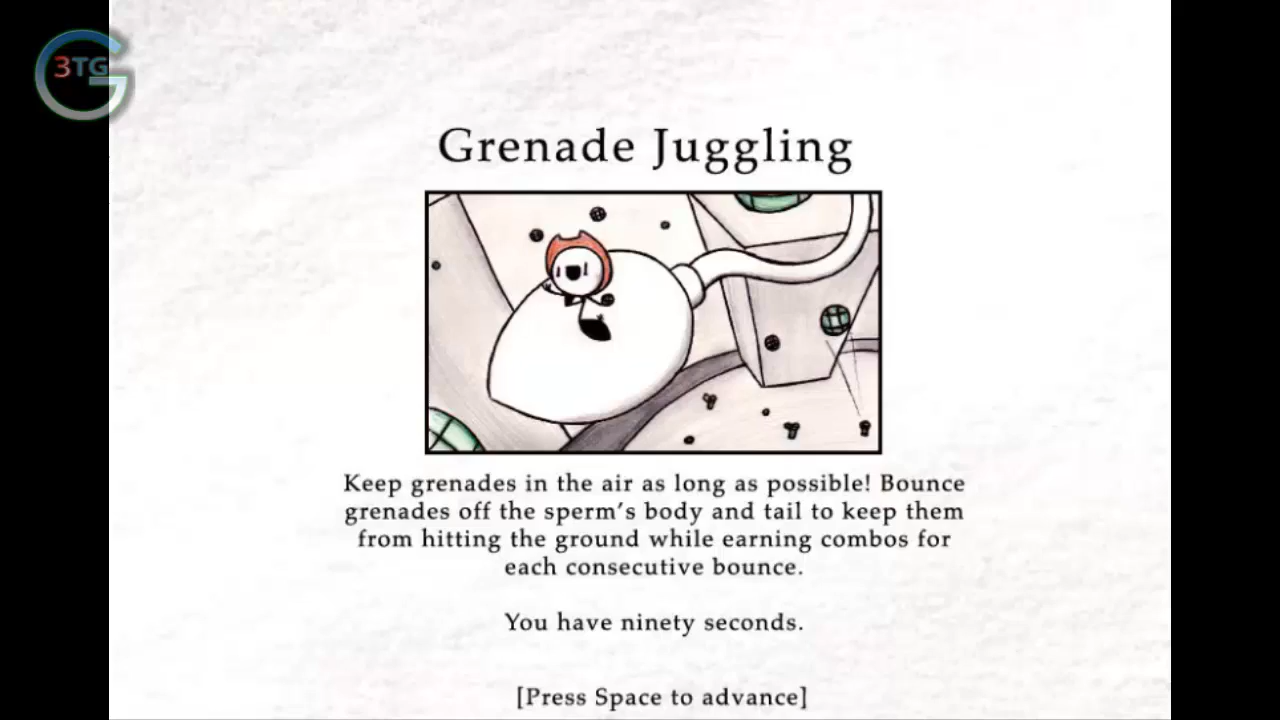 3TG
Grenade Juggling
Keep grenades in the air as long as possible! Bounce
grenades off the sperm's body and tail to keep them
from hitting the ground while earning combos for
each consecutive bounce.
You have ninety seconds.
[Press Space to advance]